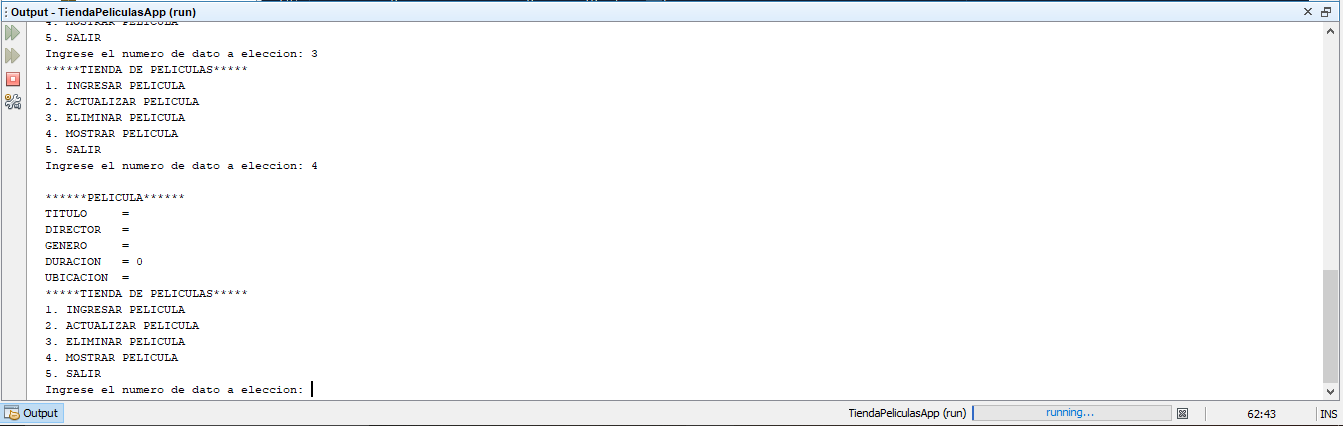 Output - TiendaPeliculasApp (run)
4. MOSTRAR PELICULA
5. SALIR
Ingrese el numero de dato a eleccion: 3
*****TIENDA DE PELICULAS*****
1. INGRESAR PELICULA
2. ACTUALIZAR PELICULA
3. ELIMINAR PELICULA
4. MOSTRAR PELICULA
5. SALIR
Ingrese el numero de dato a eleccion: 4
******PELICULA******
TITULO     =
DIRECTOR   =
GENERO     =
DURACION   = 0
UBICACION  =
*****TIENDA DE PELICULAS*****
1. INGRESAR PELICULA
2. ACTUALIZAR PELICULA
3. ELIMINAR PELICULA
4. MOSTRAR PELICULA
5. SALIR
Ingrese el numero de dato a eleccion:
Output
TiendaPeliculasApp (run)
running...
62:43
INS